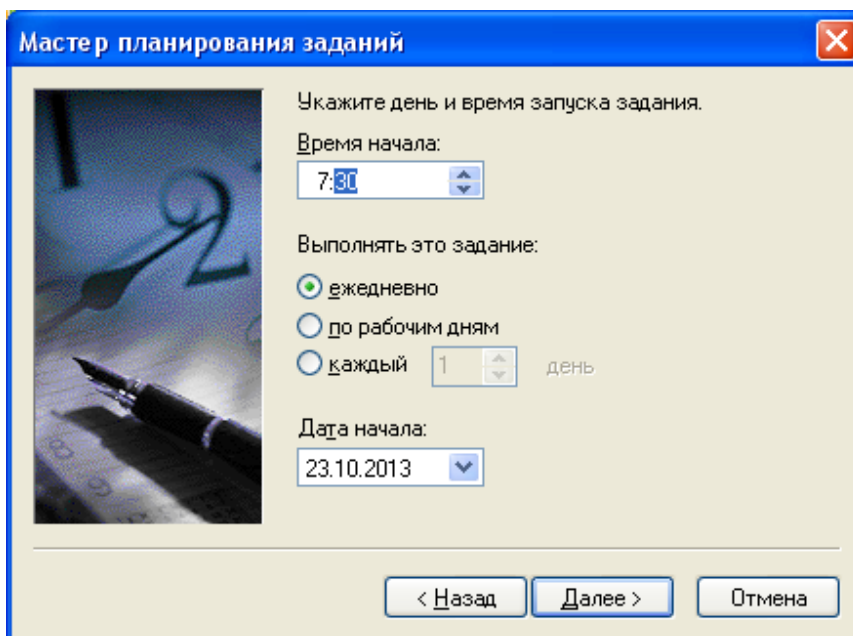 Мастер планирования заданий
Укажите день и время запуска задания.
Время начала:
7:30
Выполнять это задание:
ежедневно
по рабочим дням
каждый 1 день
Дата начала:
23.10.2013
< Назад Далее > Отмена